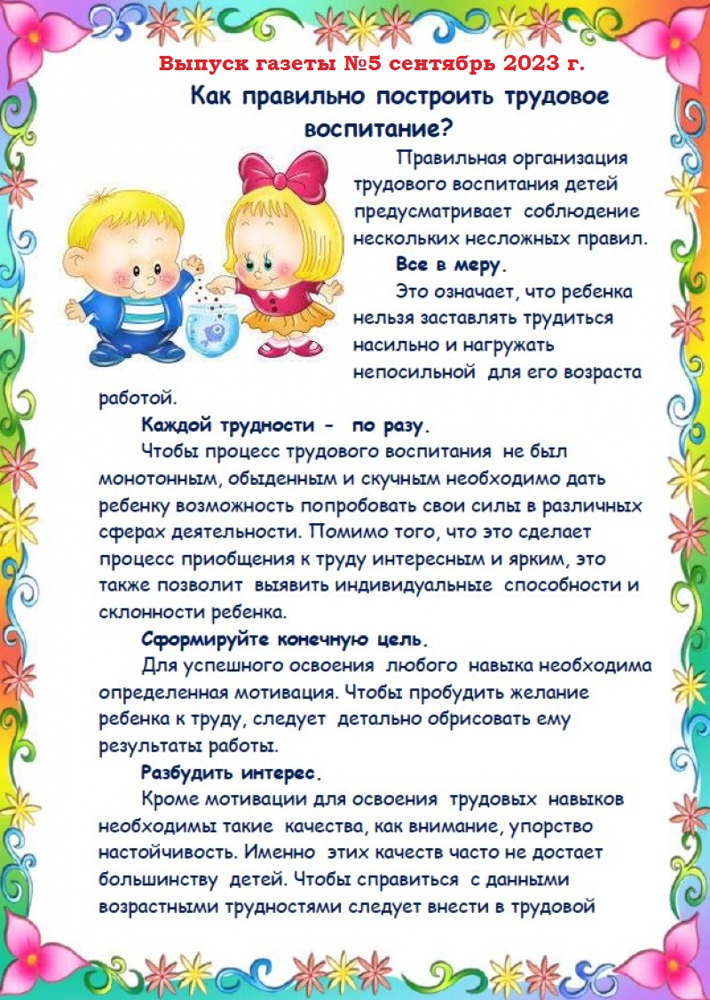 Выпуск газеты №5 сентябрь 2023 г.
Как правильно построить трудовое
воспитание?
Правильная организация
трудового воспитания детей
предусматривает соблюдение
нескольких несложных правил.
Все в меру.
Это означает, что ребенка
нельзя заставлять трудиться
насильно и нагружать
непосильной для его возраста
работой.
Каждой трудности - по разу.
Чтобы процесс трудового воспитания не был
монотонным, обыденным и скучным необходимо дать
ребенку возможность попробовать свои силы в различных
сферах деятельности. Помимо того, что это сделает
процесс приобщения к труду интересным и ярким, это
также позволит выявить индивидуальные способности и
склонности ребенка.
Сформируйте конечную цель.
Для успешного освоения любого навыка необходима
определенная мотивация. Чтобы пробудить желание
ребенка к труду, следует детально обрисовать ему
результаты работы.
Разбудить интерес.
Кроме мотивации для освоения трудовых навыков
необходимы такие качества, как внимание, упорство
настойчивость. Именно этих качеств часто не достает
большинству детей. Чтобы справиться с данными
возрастными трудностями следует внести в трудовой